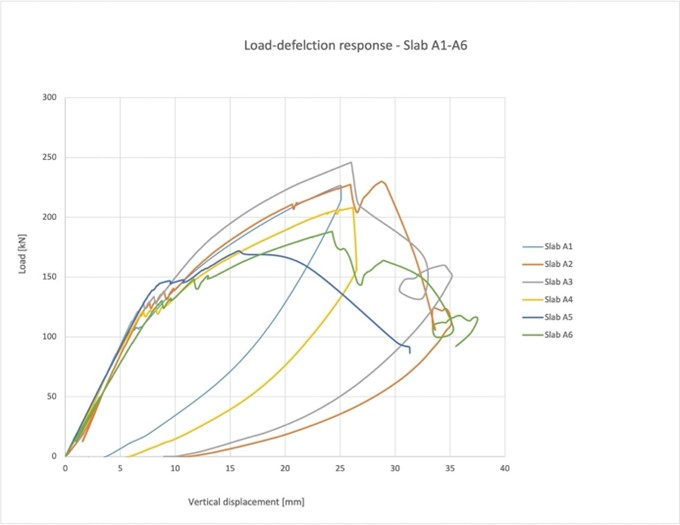 Load-defelction response - Slab A1-A6
300
250
200
150
100
50
0
Load [kN]
0 5 10 15 20 25 30 35 40
Vertical displacement [mm]
Slab A1
Slab A2
Slab A3
Slab A4
Slab A5
Slab A6